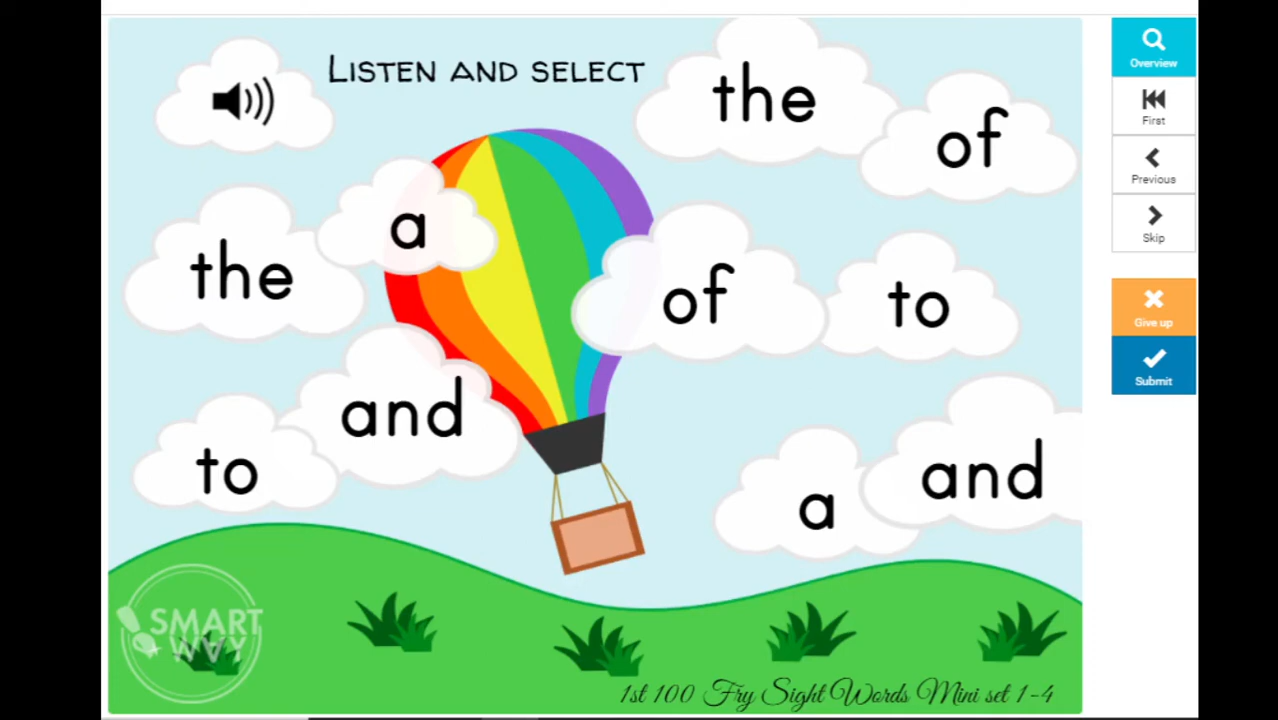 LISTEN AND SELECT
the
of
a
the
of
to
and
to
and
a
SMART
WAY
1st 100 Fry Sight Words Mini set 1-4
Overview
First
Previous
Skip
Give up
Submit